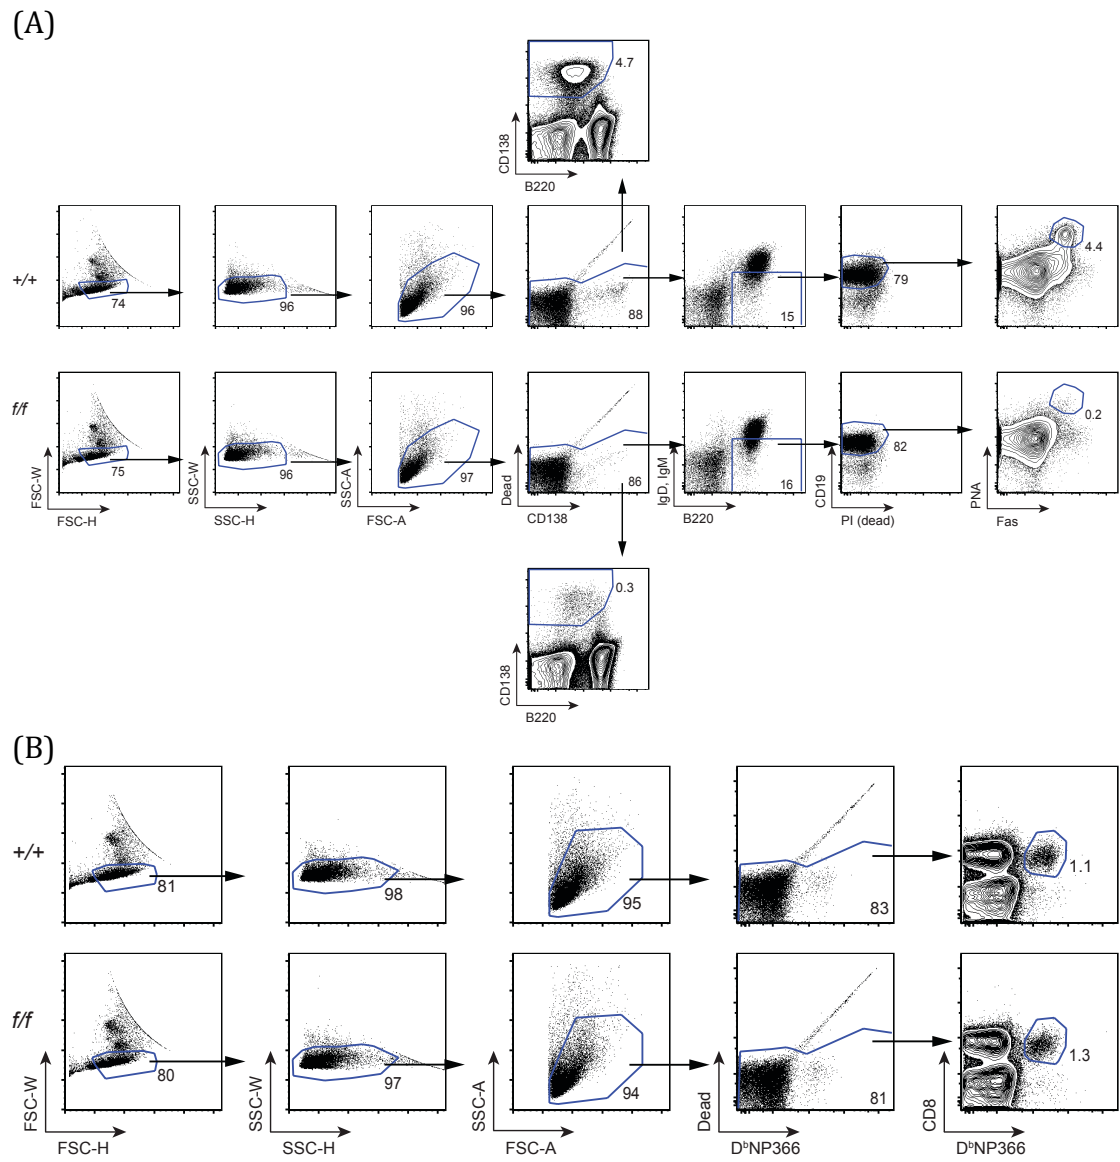 (A)
4.7
CD138
B220
+/+
74
96
96
88
15
79
4.4
f/f
75
96
97
86
16
82
0.2
FSC-W
FSC-H
SSC-W
SSC-H
SSC-A
FSC-A
Dead
CD138
IgD, IgM
B220
CD19
PI (dead)
PNA
Fas
0.3
CD138
B220
(B)
+/+
81
98
95
83
1.1
f/f
80
97
94
81
1.3
FSC-W
FSC-H
SSC-W
SSC-H
SSC-A
FSC-A
Dead
DᵇNP366
CD8
DᵇNP366